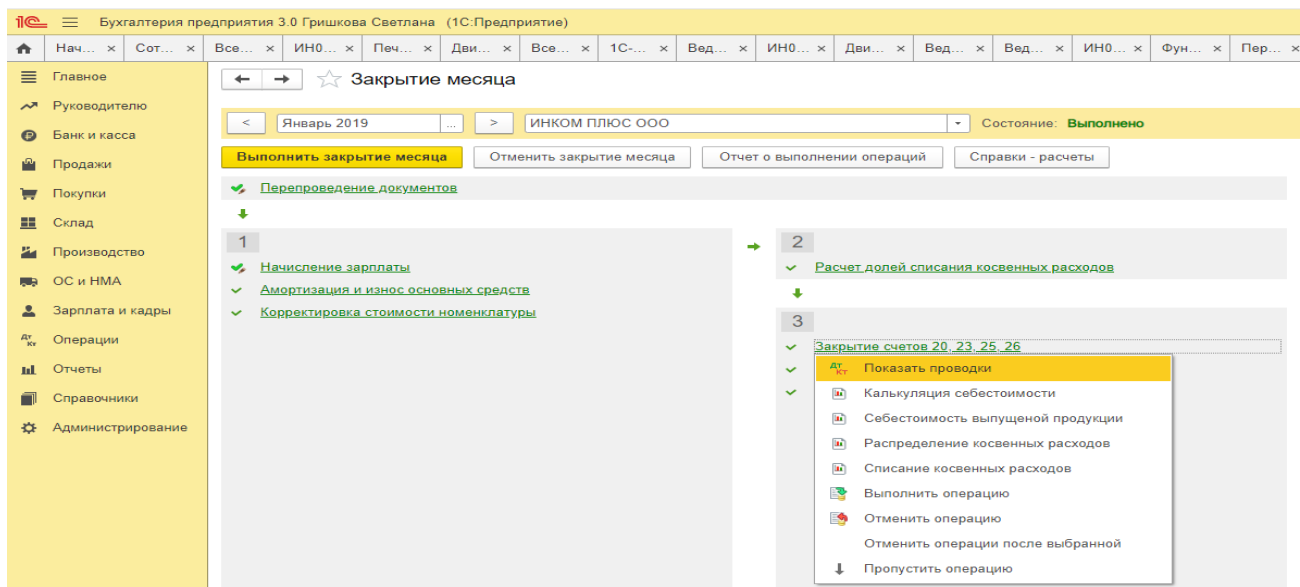 1С Бухгалтерия предприятия 3.0 Гришкова Светлана (1С:Предприятие)
Нач... × Сот... × Все... × ИН0... × Печ... × Дви... × Все... × 1С-... × Вед... × ИН0... × Дви... × Вед... × Вед... × ИН0... × Фун... × Пер... ×
Главное
Руководителю
Банк и касса
Продажи
Покупки
Склад
Производство
ОС и НМА
Зарплата и кадры
Операции
Отчеты
Справочники
Администрирование
Закрытие месяца
< Январь 2019 ... > ИНКОМ ПЛЮС ООО Состояние: Выполнено
Выполнить закрытие месяца Отменить закрытие месяца Отчет о выполнении операций Справки - расчеты
Перепроведение документов
1
Начисление зарплаты
Амортизация и износ основных средств
Корректировка стоимости номенклатуры
2
Расчет долей списания косвенных расходов
3
Закрытие счетов 20, 23, 25, 26
Дт Кт Показать проводки
Калькуляция себестоимости
Себестоимость выпущеной продукции
Распределение косвенных расходов
Списание косвенных расходов
Выполнить операцию
Отменить операцию
Отменить операции после выбранной
Пропустить операцию